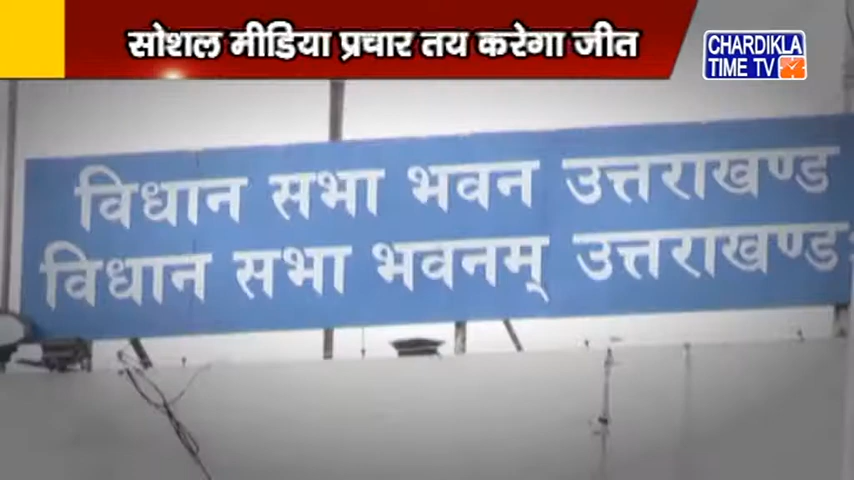 सोशल मीडिया प्रचार तय करेगा जीत
CHARDIKLA
TIME TV
विधान सभा भवन उत्तराखण्ड
विधान सभा भवनम् उत्तराखण्ड: